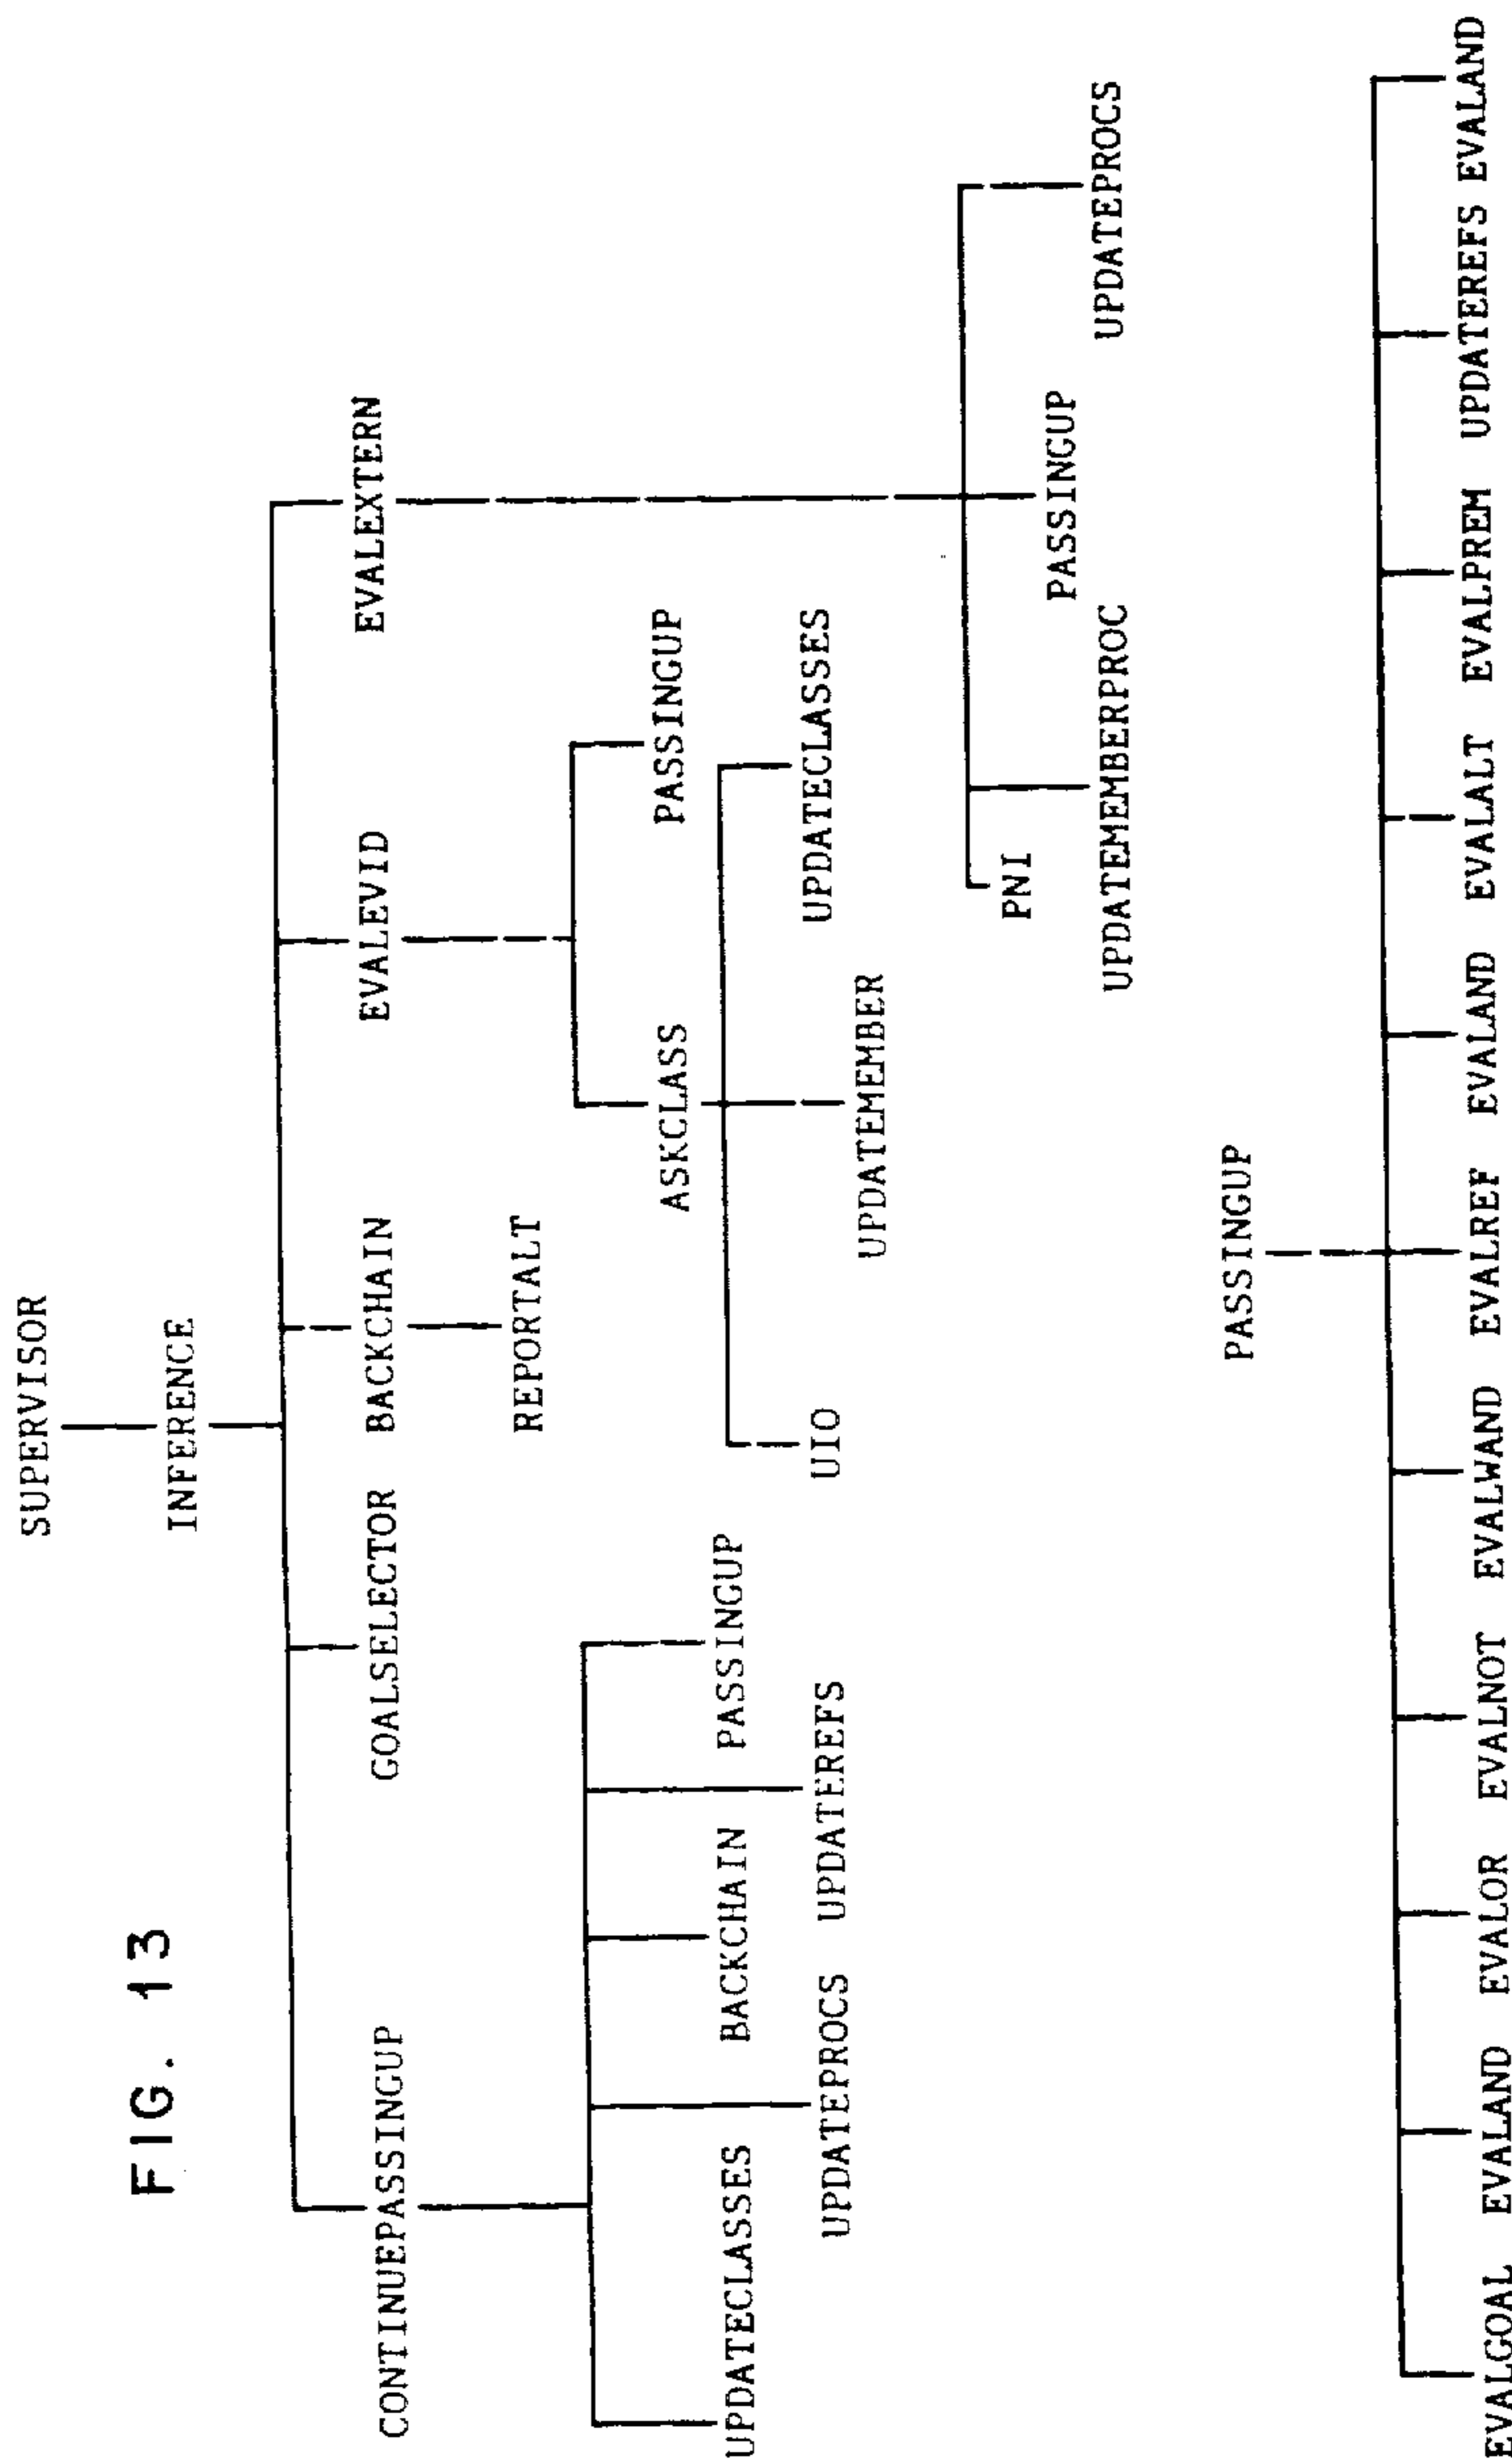 FIG. 13
SUPERVISOR
INFERENCE
CONTINUEPASSINGUP GOALSELECTOR BACKCHAIN EVALEVID EVALEXTERN
REPORTALT
UPDATECLASSES BACKCHAIN PASSINGUP ASKCLASS PASSINGUP
UPDATEPROCS UPDATEREFS UIO UPDATECLASSES
UPDATEMEMBER
PNI PASSINGUP
UPDATEMEMBERPROC UPDATEPROCS
PASSINGUP
EVALGOAL EVALAND EVALOR EVALNOT EVALWAND EVALREF EVALAND EVALALT EVALPREM UPDATEREFS EVALAND